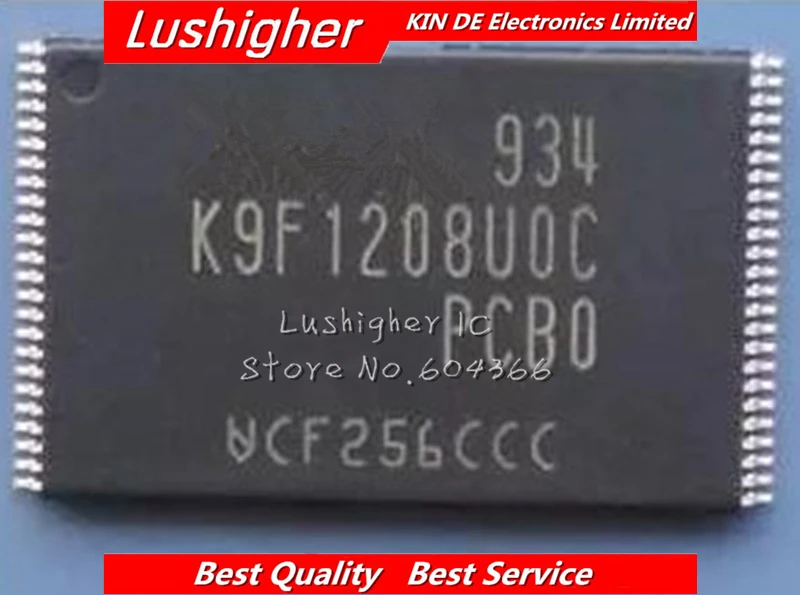 Lushigher
KIN DE Electronics Limited
934
K9F1208U0C
PCB0
Lushigher IC
Store No.604366
VCF256CCC
Best Quality Best Service